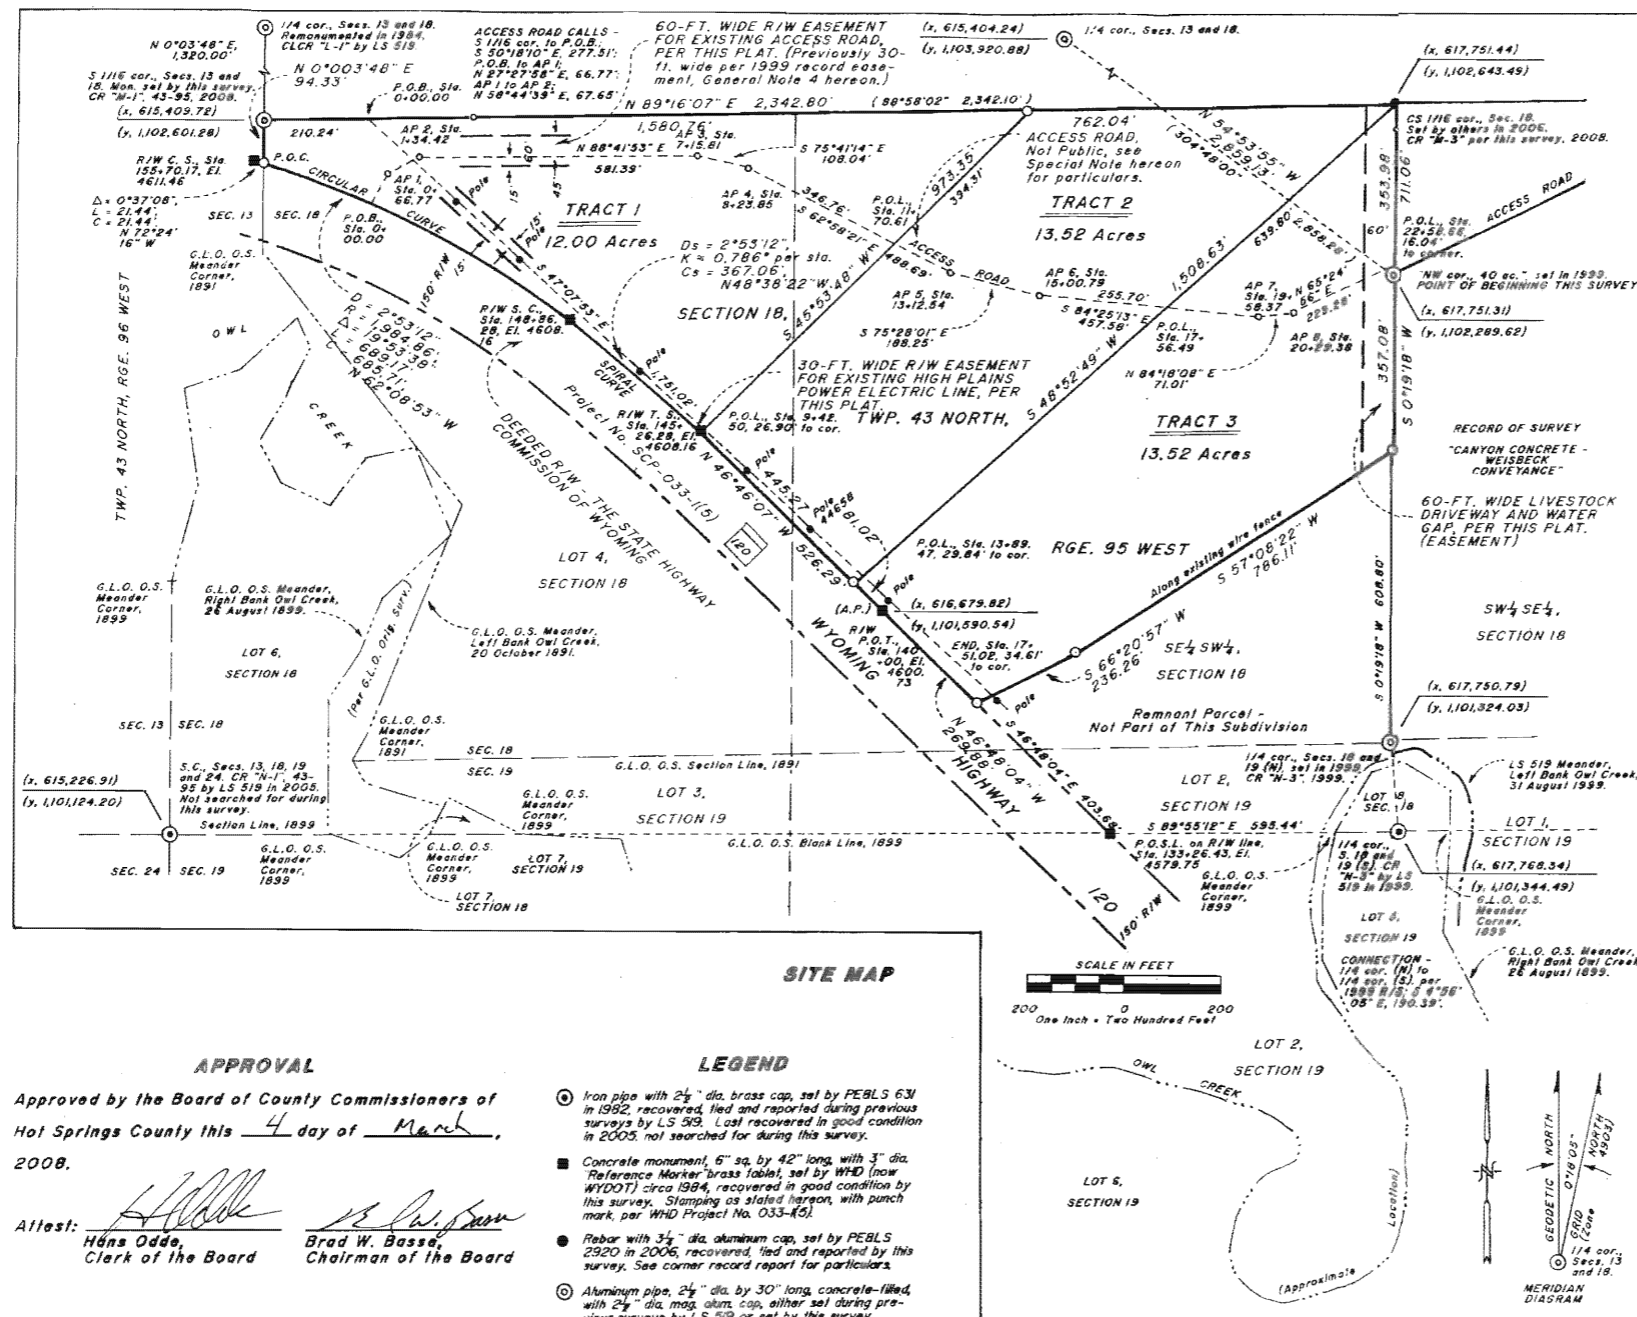 1/4 cor., Secs. 13 and 18.
Remonumented in 1984,
CLCR "L-1" by LS 519.
N 0°03'48" E,
1,320.00'
N 0°003'48" E
94.33'
S 1/16 cor., Secs. 13 and
18. Mon. set by this survey,
CR "M-1", 43-95, 2008.
(x, 615,409.72)
(y, 1,102,601.28)
R/W C. S., Sta.
155+70.17, El.
4611.46
P.O.C.
Δ = 0°37'08",
L = 21.44'
C = 21.44'
N 72°24'
16" W
ACCESS ROAD CALLS -
S 1/16 cor. to P.O.B.:
S 50°18'10" E, 277.51';
P.O.B. to AP 1:
N 27°27'58" E, 66.77';
AP 1 to AP 2:
N 58°44'39" E, 67.65'
P.O.B., Sta.
0+00.00
60-FT. WIDE R/W EASEMENT
FOR EXISTING ACCESS ROAD,
PER THIS PLAT. (Previously 30-
ft. wide per 1999 record ease-
ment, General Note 4 hereon.)
(x, 615,404.24)
(y, 1,103,920.88)
1/4 cor., Secs. 13 and 18.
(x, 617,751.44)
(y, 1,102,643.49)
N 89°16'07" E 2,342.80' (88°58'02" 2,342.10')
210.24'
1,580.76'
762.04'
CS 1/16 cor., Sec. 18.
Set by others in 2006.
CR "M-3" per this survey, 2008.
AP 2, Sta.
1+34.42
N 88°41'53" E
581.39'
AP 3, Sta.
7+15.81
S 75°41'14" E
108.04'
AP 1,
Sta. 0+
66.77
P.O.B.,
Sta. 0+
00.00
60'
15'
45'
Pole
CIRCULAR CURVE
SEC. 13
SEC. 18
AP 4, Sta.
8+23.85
346.76'
S 62°58'21" E
488.69'
P.O.L.,
Sta. 11+
70.61
973.35'
394.31'
ACCESS ROAD,
Not Public, see
Special Note hereon
for particulars.
N 54°53'55" W
2,859.13'
(304°48'00"
2,858.28')
353.98'
711.06'
60'
P.O.L., Sta.
22+58.66,
16.04'
to corner.
ACCESS ROAD
TRACT 1
12.00 Acres
TRACT 2
13.52 Acres
"NW cor., 40 ac.", set in 1999.
POINT OF BEGINNING THIS SURVEY
(x, 617,751.31)
(y, 1,102,289.62)
G.L.O. O.S.
Meander
Corner,
1891
150' R/W
15'
15'
Pole
S 47°07'53" E
Ds = 2°53'12",
K = 0.786° per sta.
Cs = 367.06',
N48°38'22"W.
SECTION 18,
S 45°53'48" W
ACCESS ROAD
AP 5, Sta.
13+12.54
S 75°28'01" E
188.25'
AP 6, Sta.
15+00.79
255.70'
S 84°25'13" E
457.58'
P.O.L.,
Sta. 17+
56.49
AP 7,
Sta. 19+
58.37
N 65°24'
66" E
229.28'
AP 8, Sta.
20+29.38
N 84°18'08" E
71.01'
639.80'
1,508.63'
S 48°52'49" W
357.08'
S 0°19'18" W
TWP. 43 NORTH, RGE. 96 WEST
OWL
CREEK
D = 2°53'12"
R = 1,984.86'
Δ = 19°53'38"
L = 689.17'
C = 685.71'
N 62°08'53" W
R/W S. C.,
Sta. 148+86.
28, El. 4608.
16
SPIRAL
CURVE
Pole
1,751.02'
R/W T. S.,
Sta. 145+
26.28, El.
4608.16
Project No. SCP-033-1(5)
DEEDED R/W - THE STATE HIGHWAY
COMMISSION OF WYOMING
30-FT. WIDE R/W EASEMENT
FOR EXISTING HIGH PLAINS
POWER ELECTRIC LINE, PER
THIS PLAT.
P.O.L., Sta. 9+42.
50, 26.90' to cor.
TWP. 43 NORTH,
TRACT 3
13.52 Acres
RECORD OF SURVEY
"CANYON CONCRETE -
WEISBECK
CONVEYANCE"
60-FT. WIDE LIVESTOCK
DRIVEWAY AND WATER
GAP, PER THIS PLAT.
(EASEMENT)
N 46°46'07" W 526.29'
Pole
445.27'
Pole
4A658
81.02'
120
P.O.L., Sta. 13+89.
47, 29.84' to cor.
RGE. 95 WEST
Along existing wire fence
S 57°08'22" W
786.11'
S 0°19'18" W 608.80'
LOT 4,
SECTION 18
G.L.O. O.S.
Meander
Corner,
1899
G.L.O. O.S. Meander,
Right Bank Owl Creek,
26 August 1899.
(Per G.L.O. Orig. Surv.)
G.L.O. O.S. Meander,
Left Bank Owl Creek,
20 October 1891.
LOT 6,
SECTION 18
(A.P.)
Pole
(x, 616,679.82)
(y, 1,101,590.54)
R/W
P.O.T.,
Sta. 140
+00, El.
4600.
73
END, Sta. 17+
51.02, 34.61'
to cor.
S 66°20'57" W
236.26'
SE¼ SW¼,
SECTION 18
SW¼ SE¼,
SECTION 18
WYOMING
HIGHWAY
Pole
Remnant Parcel -
Not Part of This Subdivision
(x, 617,750.79)
(y, 1,101,324.03)
SEC. 13
SEC. 18
G.L.O. O.S.
Meander
Corner,
1891
SEC. 18
SEC. 19
G.L.O. O.S. Section Line, 1891
N 46°48'04" W
269.88'
S 46°48'04" E 403.68'
1/4 cor., Secs. 18 and
19 (N), set in 1999.
CR "N-3", 1999.
LS 519 Meander,
Left Bank Owl Creek,
31 August 1999.
(x, 615,226.91)
(y, 1,101,124.20)
S.C., Secs. 13, 18, 19
and 24. CR "N-1", 43-
95 by LS 519 in 2005.
Not searched for during
this survey.
Section Line, 1899
G.L.O. O.S.
Meander
Corner,
1899
LOT 3,
SECTION 19
LOT 2,
SECTION 19
LOT 8,
SEC. 18
LOT 1,
SECTION 19
S 89°55'12" E 595.44'
G.L.O. O.S. Blank Line, 1899
P.O.S.L. on R/W line,
Sta. 133+26.43, El.
4579.75
SEC. 24
SEC. 19
G.L.O. O.S.
Meander
Corner,
1899
G.L.O. O.S.
Meander
Corner,
1899
LOT 7,
SECTION 19
LOT 7,
SECTION 18
120
150' R/W
G.L.O. O.S.
Meander
Corner,
1899
1/4 cor.,
S. 18 and
19 (S). CR
"N-3" by LS
519 in 1999.
(x, 617,768.34)
(y, 1,101,344.49)
G.L.O. O.S.
Meander
Corner,
1899
LOT 5,
SECTION 19
CONNECTION -
1/4 cor. (N) to
1/4 cor. (S), per
1999 R/S: S 4°56'
05" E, 190.39'.
G.L.O. O.S. Meander,
Right Bank Owl Creek,
26 August 1899.
SITE MAP
SCALE IN FEET
200 0 200
One Inch = Two Hundred Feet
LOT 2,
SECTION 19
OWL CREEK
LOT 6,
SECTION 19
(Approximate Location)
GEODETIC NORTH
0°18'05"
GRID NORTH
(Zone 4903)
N
1/4 cor.,
Secs. 13
and 18.
MERIDIAN
DIAGRAM
APPROVAL
Approved by the Board of County Commissioners of
Hot Springs County this 4 day of March,
2008.
Attest:
Hans Odde,
Clerk of the Board
Brad W. Basse,
Chairman of the Board
LEGEND
Iron pipe with 2½" dia. brass cap, set by PE&LS 631
in 1982, recovered, tied and reported during previous
surveys by LS 519. Last recovered in good condition
in 2005, not searched for during this survey.
Concrete monument, 6" sq. by 42" long, with 3" dia.
"Reference Marker" brass tablet, set by WHD (now
WYDOT) circa 1984, recovered in good condition by
this survey. Stamping as stated hereon, with punch
mark, per WHD Project No. 033-1(5).
Rebar with 3¼" dia. aluminum cap, set by PE&LS
2920 in 2006, recovered, tied and reported by this
survey. See corner record report for particulars.
Aluminum pipe, 2½" dia. by 30" long, concrete-filled,
with 2½" dia. mag. alum. cap, either set during pre-
vious surveys by LS 519 or set by this survey.